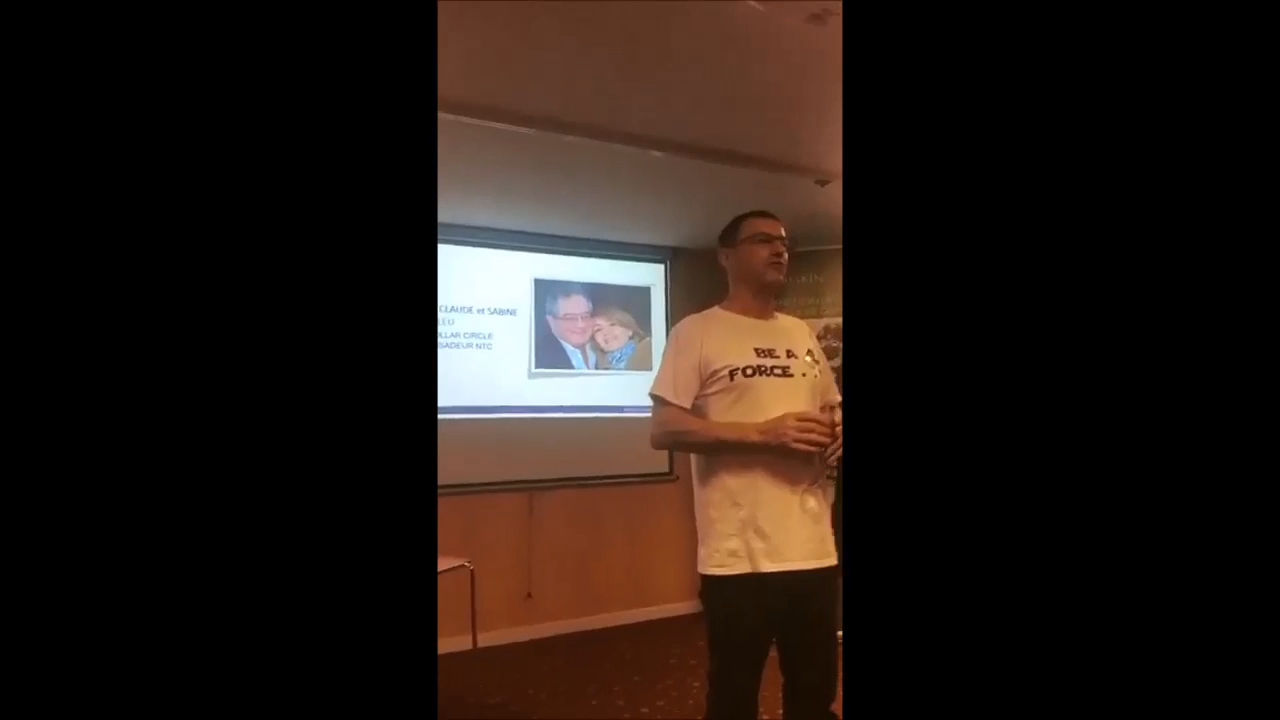 CLAUDE et SABINE
LEU
LLAR CIRCLE
SADEUR NTC
BE A
FORCE